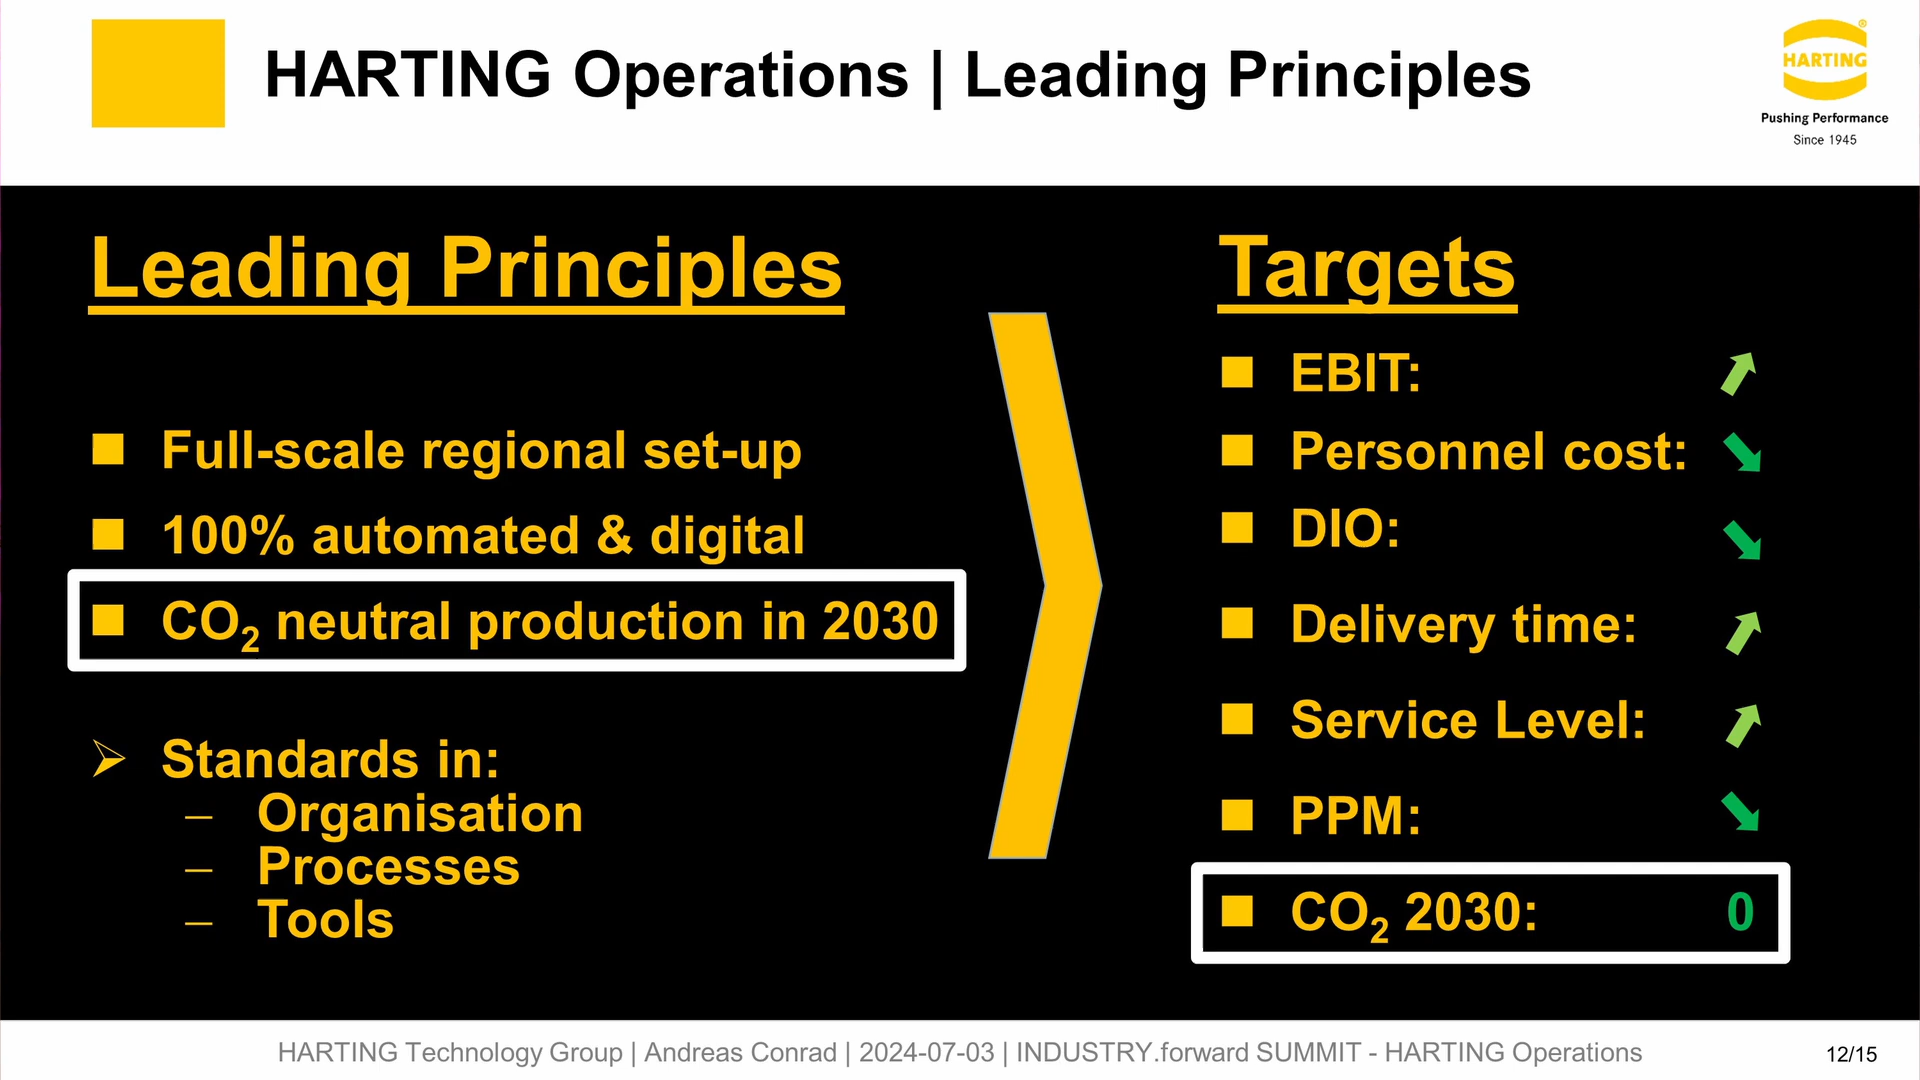 HARTING Operations | Leading Principles
HARTING
®
Pushing Performance
Since 1945
Leading Principles
Full-scale regional set-up
100% automated & digital
CO₂ neutral production in 2030
Standards in:
– Organisation
– Processes
– Tools
Targets
EBIT:
Personnel cost:
DIO:
Delivery time:
Service Level:
PPM:
CO₂ 2030: 0
HARTING Technology Group | Andreas Conrad | 2024-07-03 | INDUSTRY.forward SUMMIT - HARTING Operations
12/15